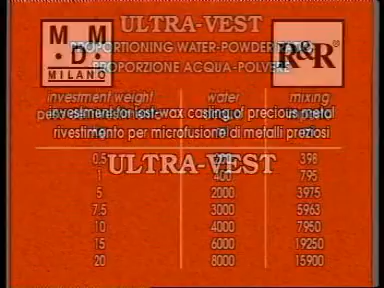 ULTRA-VEST
M M
·D·
MILANO
R&R®
PROPORTIONING WATER-POWDER
PROPORZIONE ACQUA-POLVERE
investment weight water mixing
investment for lost-wax casting of precious metal
rivestimento per microfusione di metalli preziosi
ULTRA-VEST
0,5 398
1 400 795
5 2000 3975
7,5 3000 5963
10 4000 7950
15 6000 19250
20 8000 15900